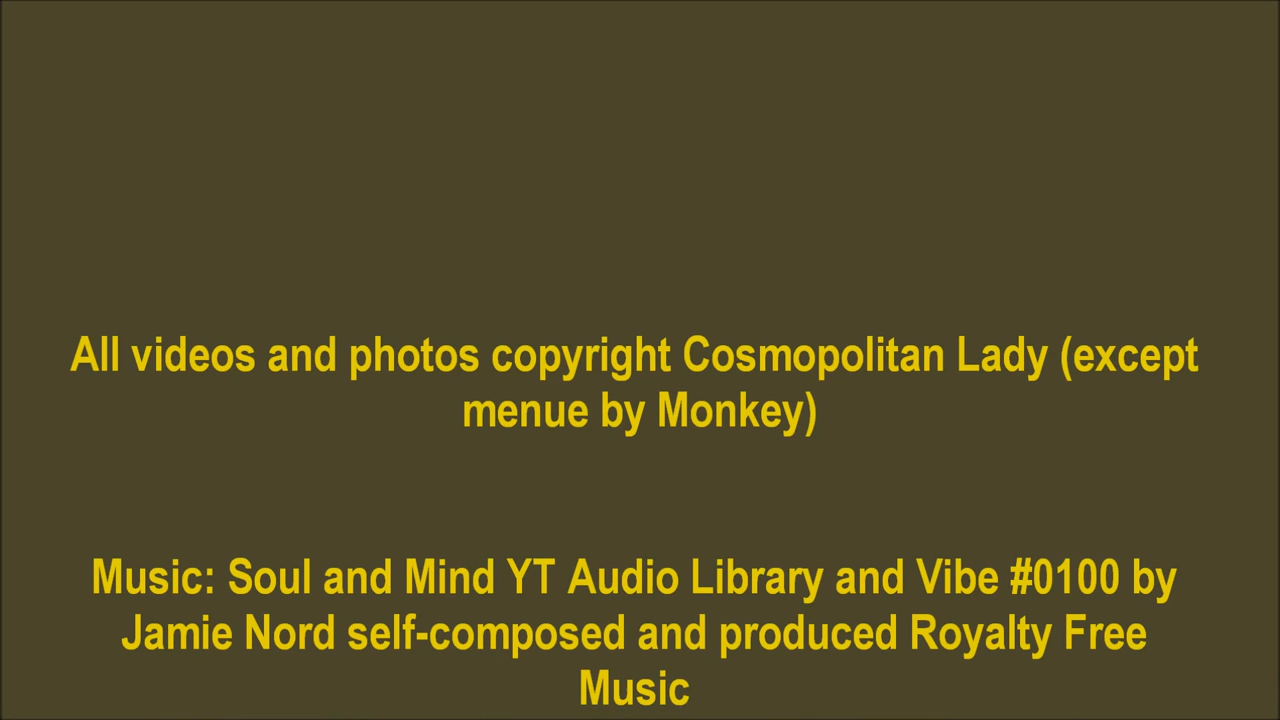 All videos and photos copyright Cosmopolitan Lady (except
menue by Monkey)
Music: Soul and Mind YT Audio Library and Vibe #0100 by
Jamie Nord self-composed and produced Royalty Free
Music